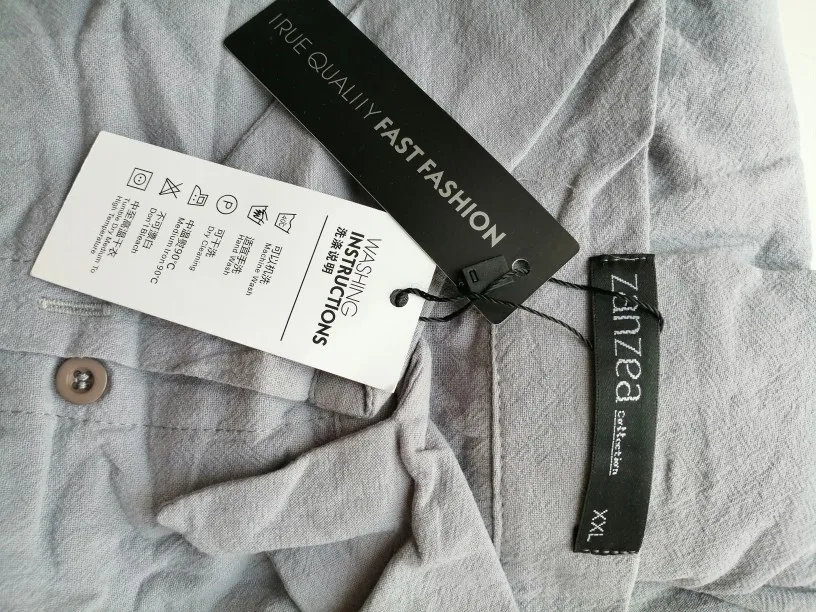 TRUE QUALITY FAST FASHION
WASHING
INSTRUCTIONS
洗涤说明
40℃
可以机洗
Machine Wash
适宜手洗
Hand Wash
P
可干洗
Dry Cleaning
中温熨90℃
Medium Iron 90℃
不可漂白
Don't Bleach
中至高温干衣
Tumble Dry Medium To
High Temperature
zanzea
collection
XXL